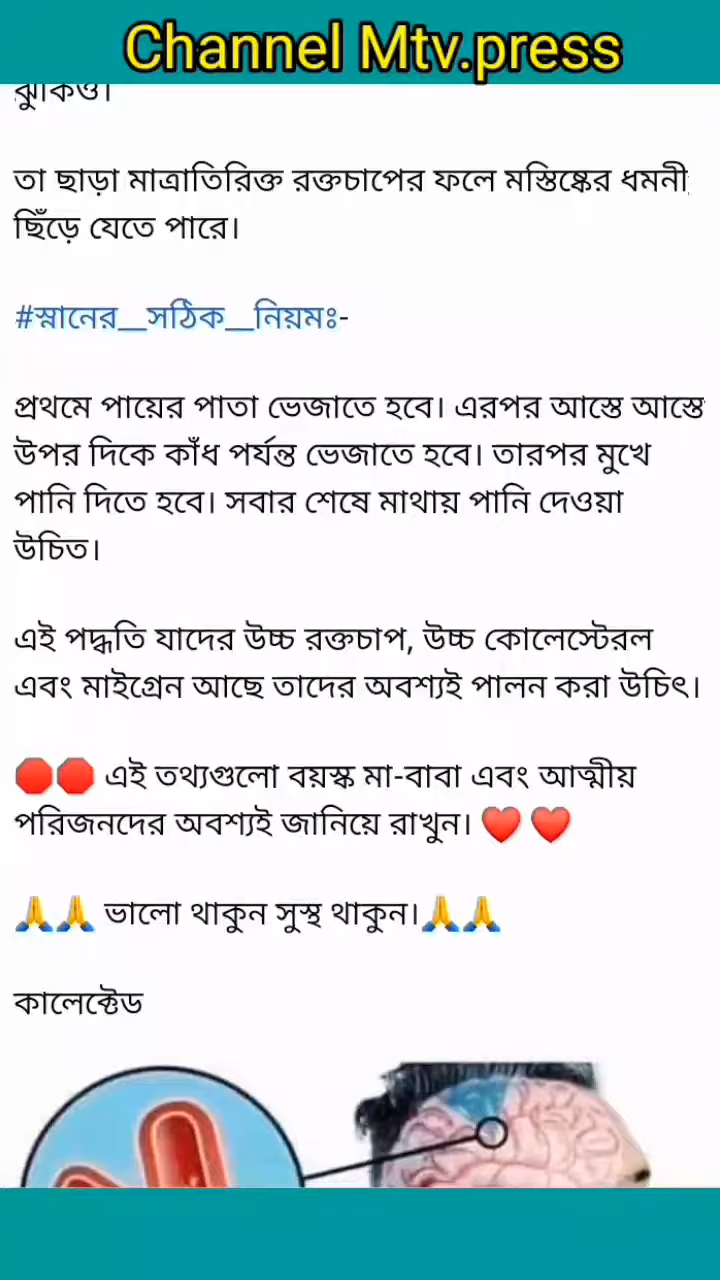 Channel Mtv.press
ঝুঁকিও।
তা ছাড়া মাত্রাতিরিক্ত রক্তচাপের ফলে মস্তিষ্কের ধমনী
ছিঁড়ে যেতে পারে।
#স্নানের__সঠিক__নিয়মঃ-
প্রথমে পায়ের পাতা ভেজাতে হবে। এরপর আস্তে আস্তে
উপর দিকে কাঁধ পর্যন্ত ভেজাতে হবে। তারপর মুখে
পানি দিতে হবে। সবার শেষে মাথায় পানি দেওয়া
উচিত।
এই পদ্ধতি যাদের উচ্চ রক্তচাপ, উচ্চ কোলেস্টেরল
এবং মাইগ্রেন আছে তাদের অবশ্যই পালন করা উচিৎ।
🛑🛑 এই তথ্যগুলো বয়স্ক মা-বাবা এবং আত্মীয়
পরিজনদের অবশ্যই জানিয়ে রাখুন। ♥️ ♥️
🙏🙏 ভালো থাকুন সুস্থ থাকুন।🙏🙏
কালেক্টেড